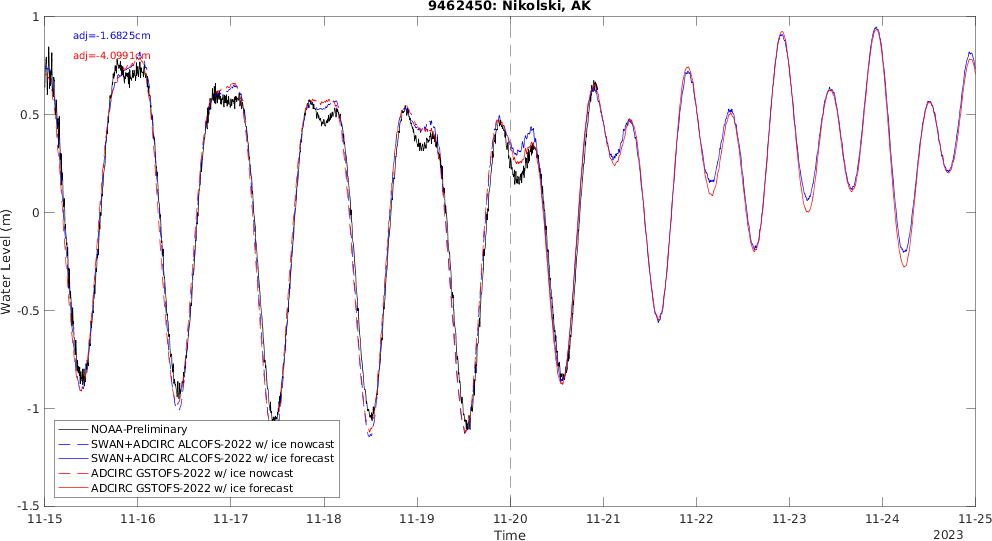 9462450: Nikolski, AK
adj=-1.6825cm
adj=-4.0991cm
Water Level (m)
1
0.5
0
-0.5
-1
-1.5
NOAA-Preliminary
SWAN+ADCIRC ALCOFS-2022 w/ ice nowcast
SWAN+ADCIRC ALCOFS-2022 w/ ice forecast
ADCIRC GSTOFS-2022 w/ ice nowcast
ADCIRC GSTOFS-2022 w/ ice forecast
11-15 11-16 11-17 11-18 11-19 11-20 11-21 11-22 11-23 11-24 11-25
Time
2023